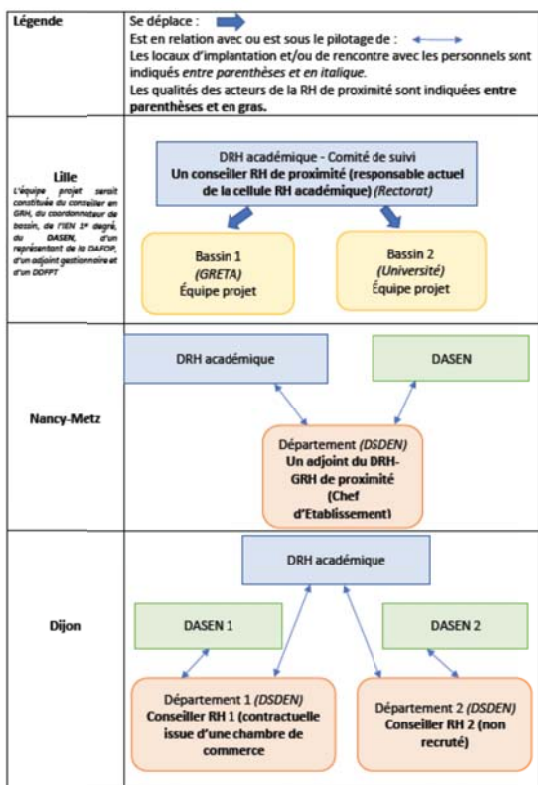 Légende
Se déplace :
Est en relation avec ou est sous le pilotage de :
Les locaux d'implantation et/ou de rencontre avec les personnels sont
indiqués entre parenthèses et en italique.
Les qualités des acteurs de la RH de proximité sont indiquées entre
parenthèses et en gras.
Lille
L'équipe projet serait
constituée du conseiller en
GRH, du coordonnateur de
bassin, de l'IEN 1er degré,
du DASEN, d'un
représentant de la DAFOP,
d'un adjoint gestionnaire et
d'un DDFPT
DRH académique - Comité de suivi
Un conseiller RH de proximité (responsable actuel
de la cellule RH académique) (Rectorat)
Bassin 1
(GRETA)
Équipe projet
Bassin 2
(Université)
Équipe projet
Nancy-Metz
DRH académique
DASEN
Département (DSDEN)
Un adjoint du DRH-
GRH de proximité
(Chef
d'Etablissement)
Dijon
DRH académique
DASEN 1
DASEN 2
Département 1 (DSDEN)
Conseiller RH 1 (contractuelle
issue d'une chambre de
commerce
Département 2 (DSDEN)
Conseiller RH 2 (non
recruté)